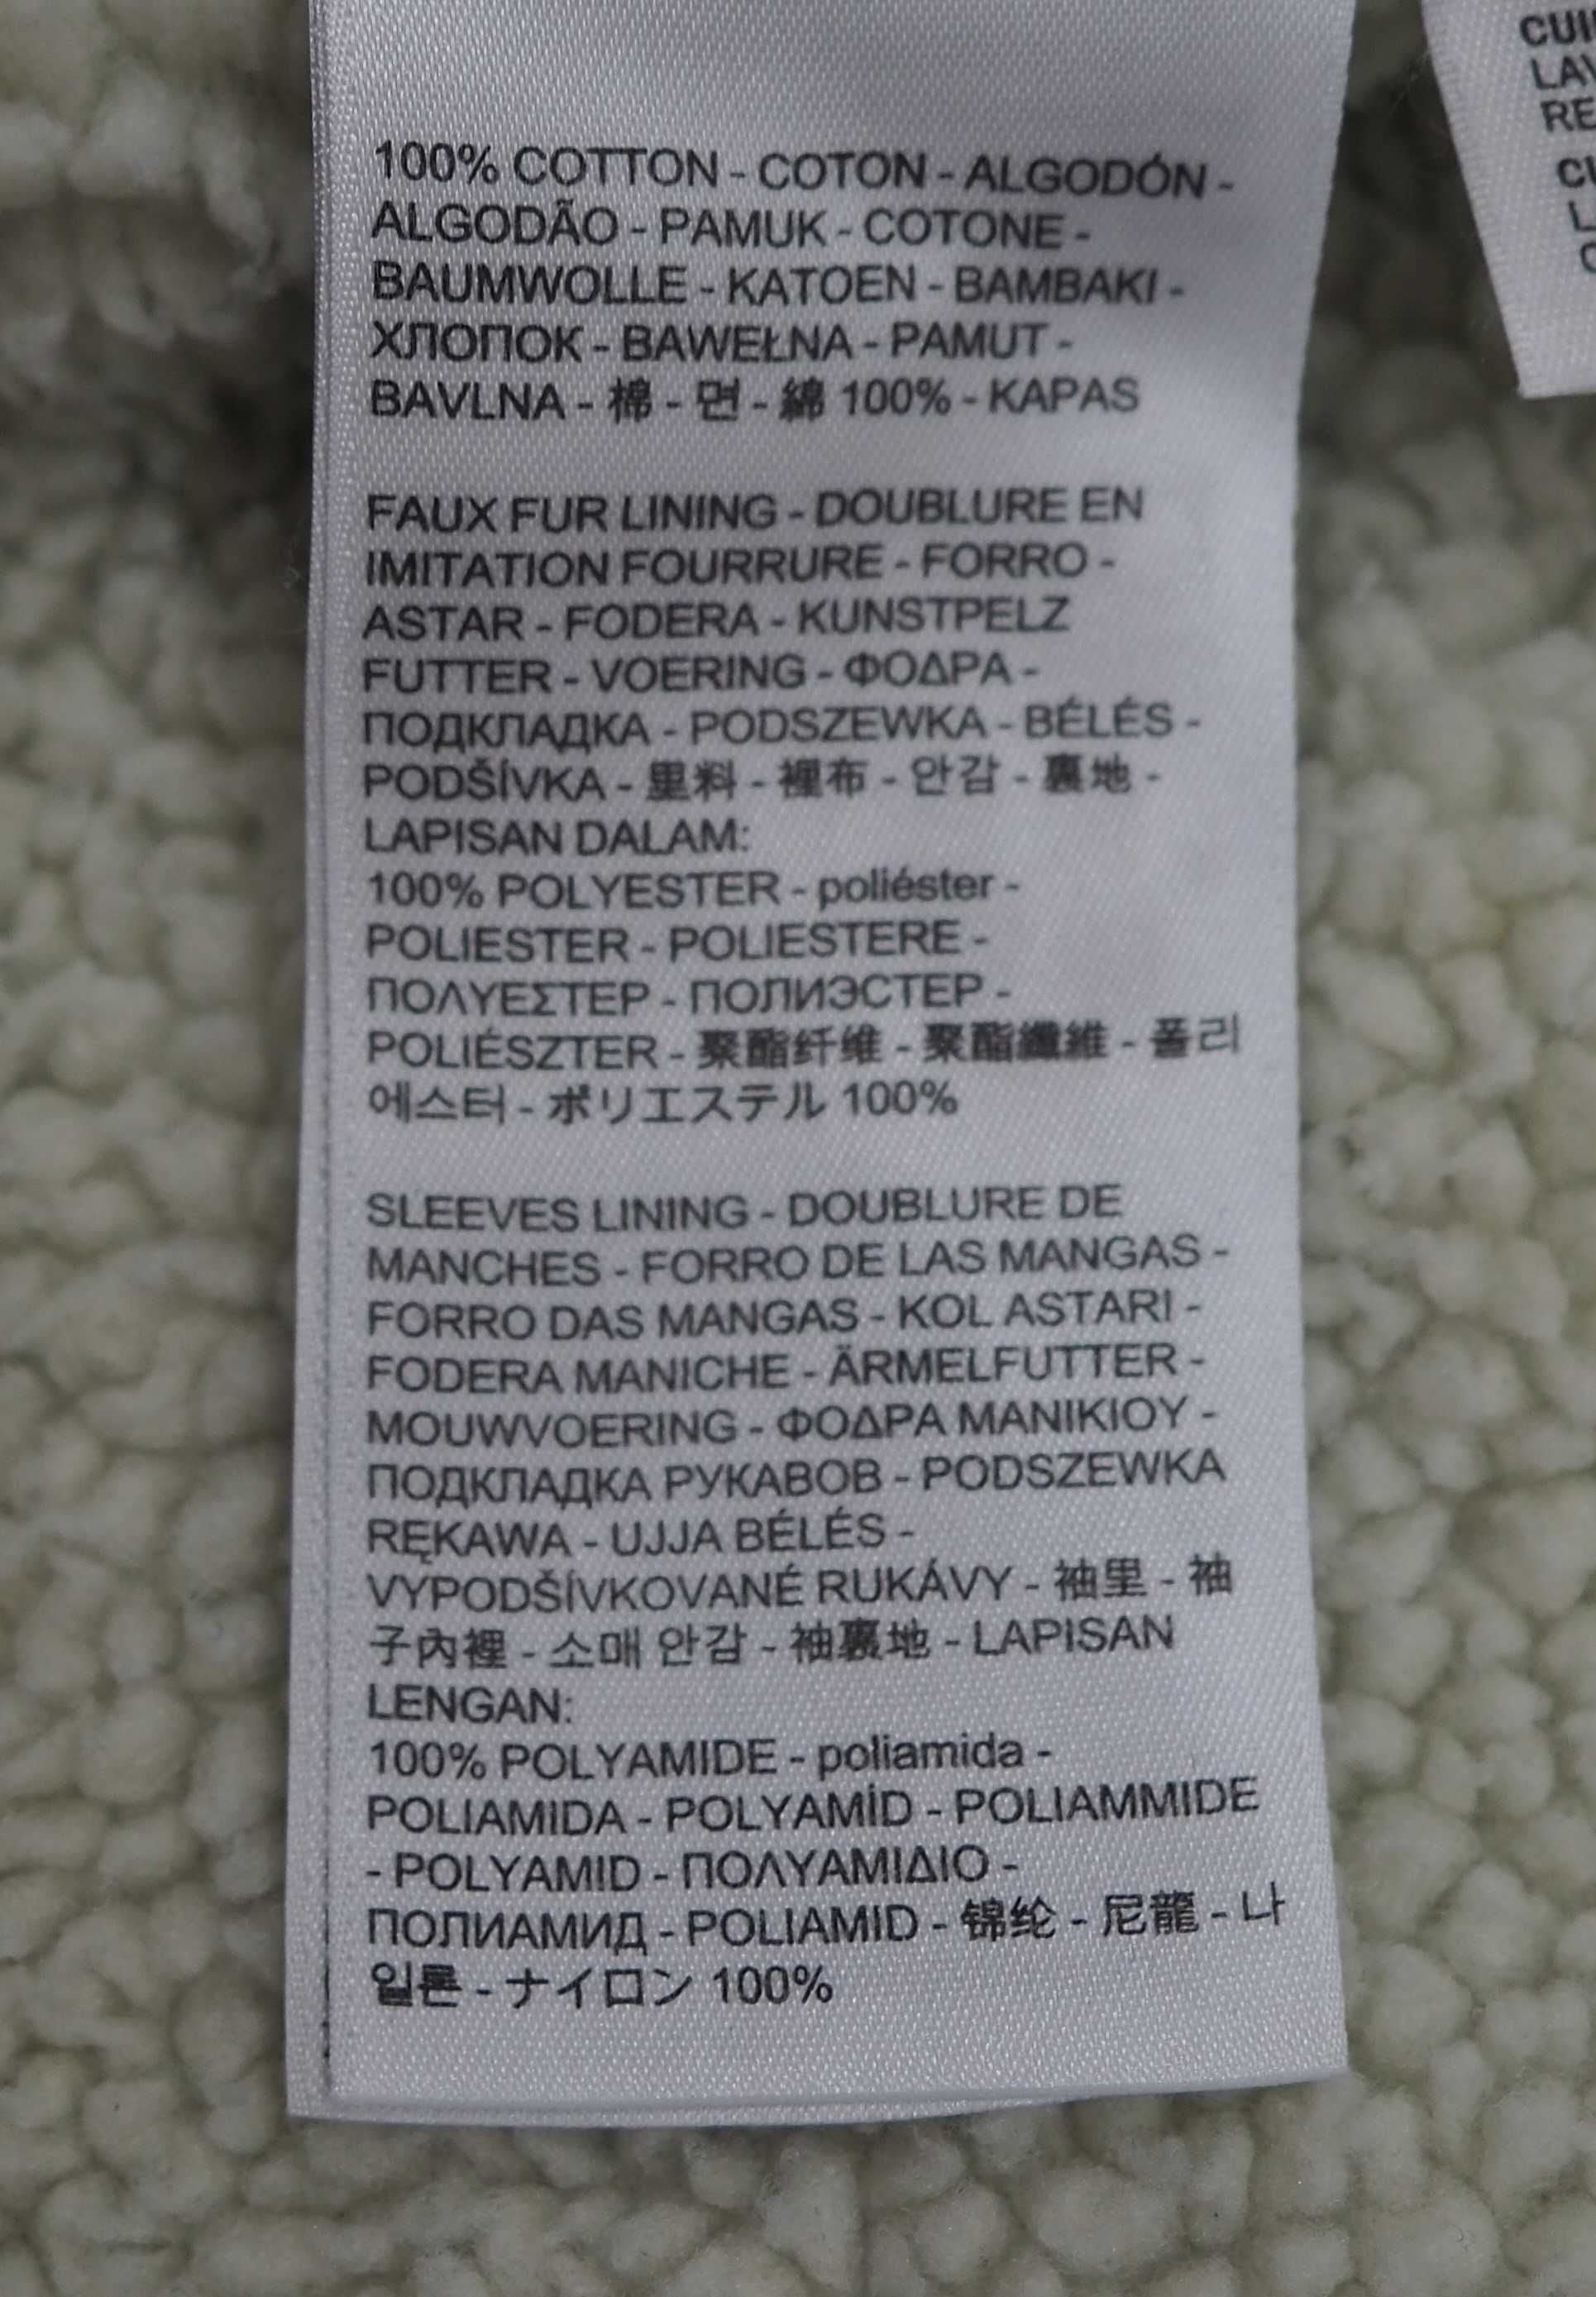 100% COTTON - COTON - ALGODÓN -
ALGODÃO - PAMUK - COTONE -
BAUMWOLLE - KATOEN - BAMBAKI -
ХЛОПОК - BAWEŁNA - PAMUT -
BAVLNA - 棉 - 면 - 綿 100% - KAPAS
FAUX FUR LINING - DOUBLURE EN
IMITATION FOURRURE - FORRO -
ASTAR - FODERA - KUNSTPELZ
FUTTER - VOERING - ΦΟΔΡΑ -
ПОДКЛАДКА - PODSZEWKA - BÉLÉS -
PODŠÍVKA - 里料 - 裡布 - 안감 - 裏地 -
LAPISAN DALAM:
100% POLYESTER - poliéster -
POLIESTER - POLIESTERE -
ΠΟΛΥΕΣΤΕΡ - ПОЛИЭСТЕР -
POLIÉSZTER - 聚酯纤维 - 聚酯纖維 - 폴리
에스터 - ポリエステル 100%
SLEEVES LINING - DOUBLURE DE
MANCHES - FORRO DE LAS MANGAS -
FORRO DAS MANGAS - KOL ASTARI -
FODERA MANICHE - ÄRMELFUTTER -
MOUWVOERING - ΦΟΔΡΑ ΜΑΝΙΚΙΟΥ -
ПОДКЛАДКА РУКАВОВ - PODSZEWKA
RĘKAWA - UJJA BÉLÉS -
VYPODŠÍVKOVANÉ RUKÁVY - 袖里 - 袖
子內裡 - 소매 안감 - 袖裏地 - LAPISAN
LENGAN:
100% POLYAMIDE - poliamida -
POLIAMIDA - POLYAMİD - POLIAMMIDE
- POLYAMID - ΠΟΛΥΑΜΙΔΙΟ -
ПОЛИАМИД - POLIAMID - 锦纶 - 尼龍 - 나
일론 - ナイロン 100%